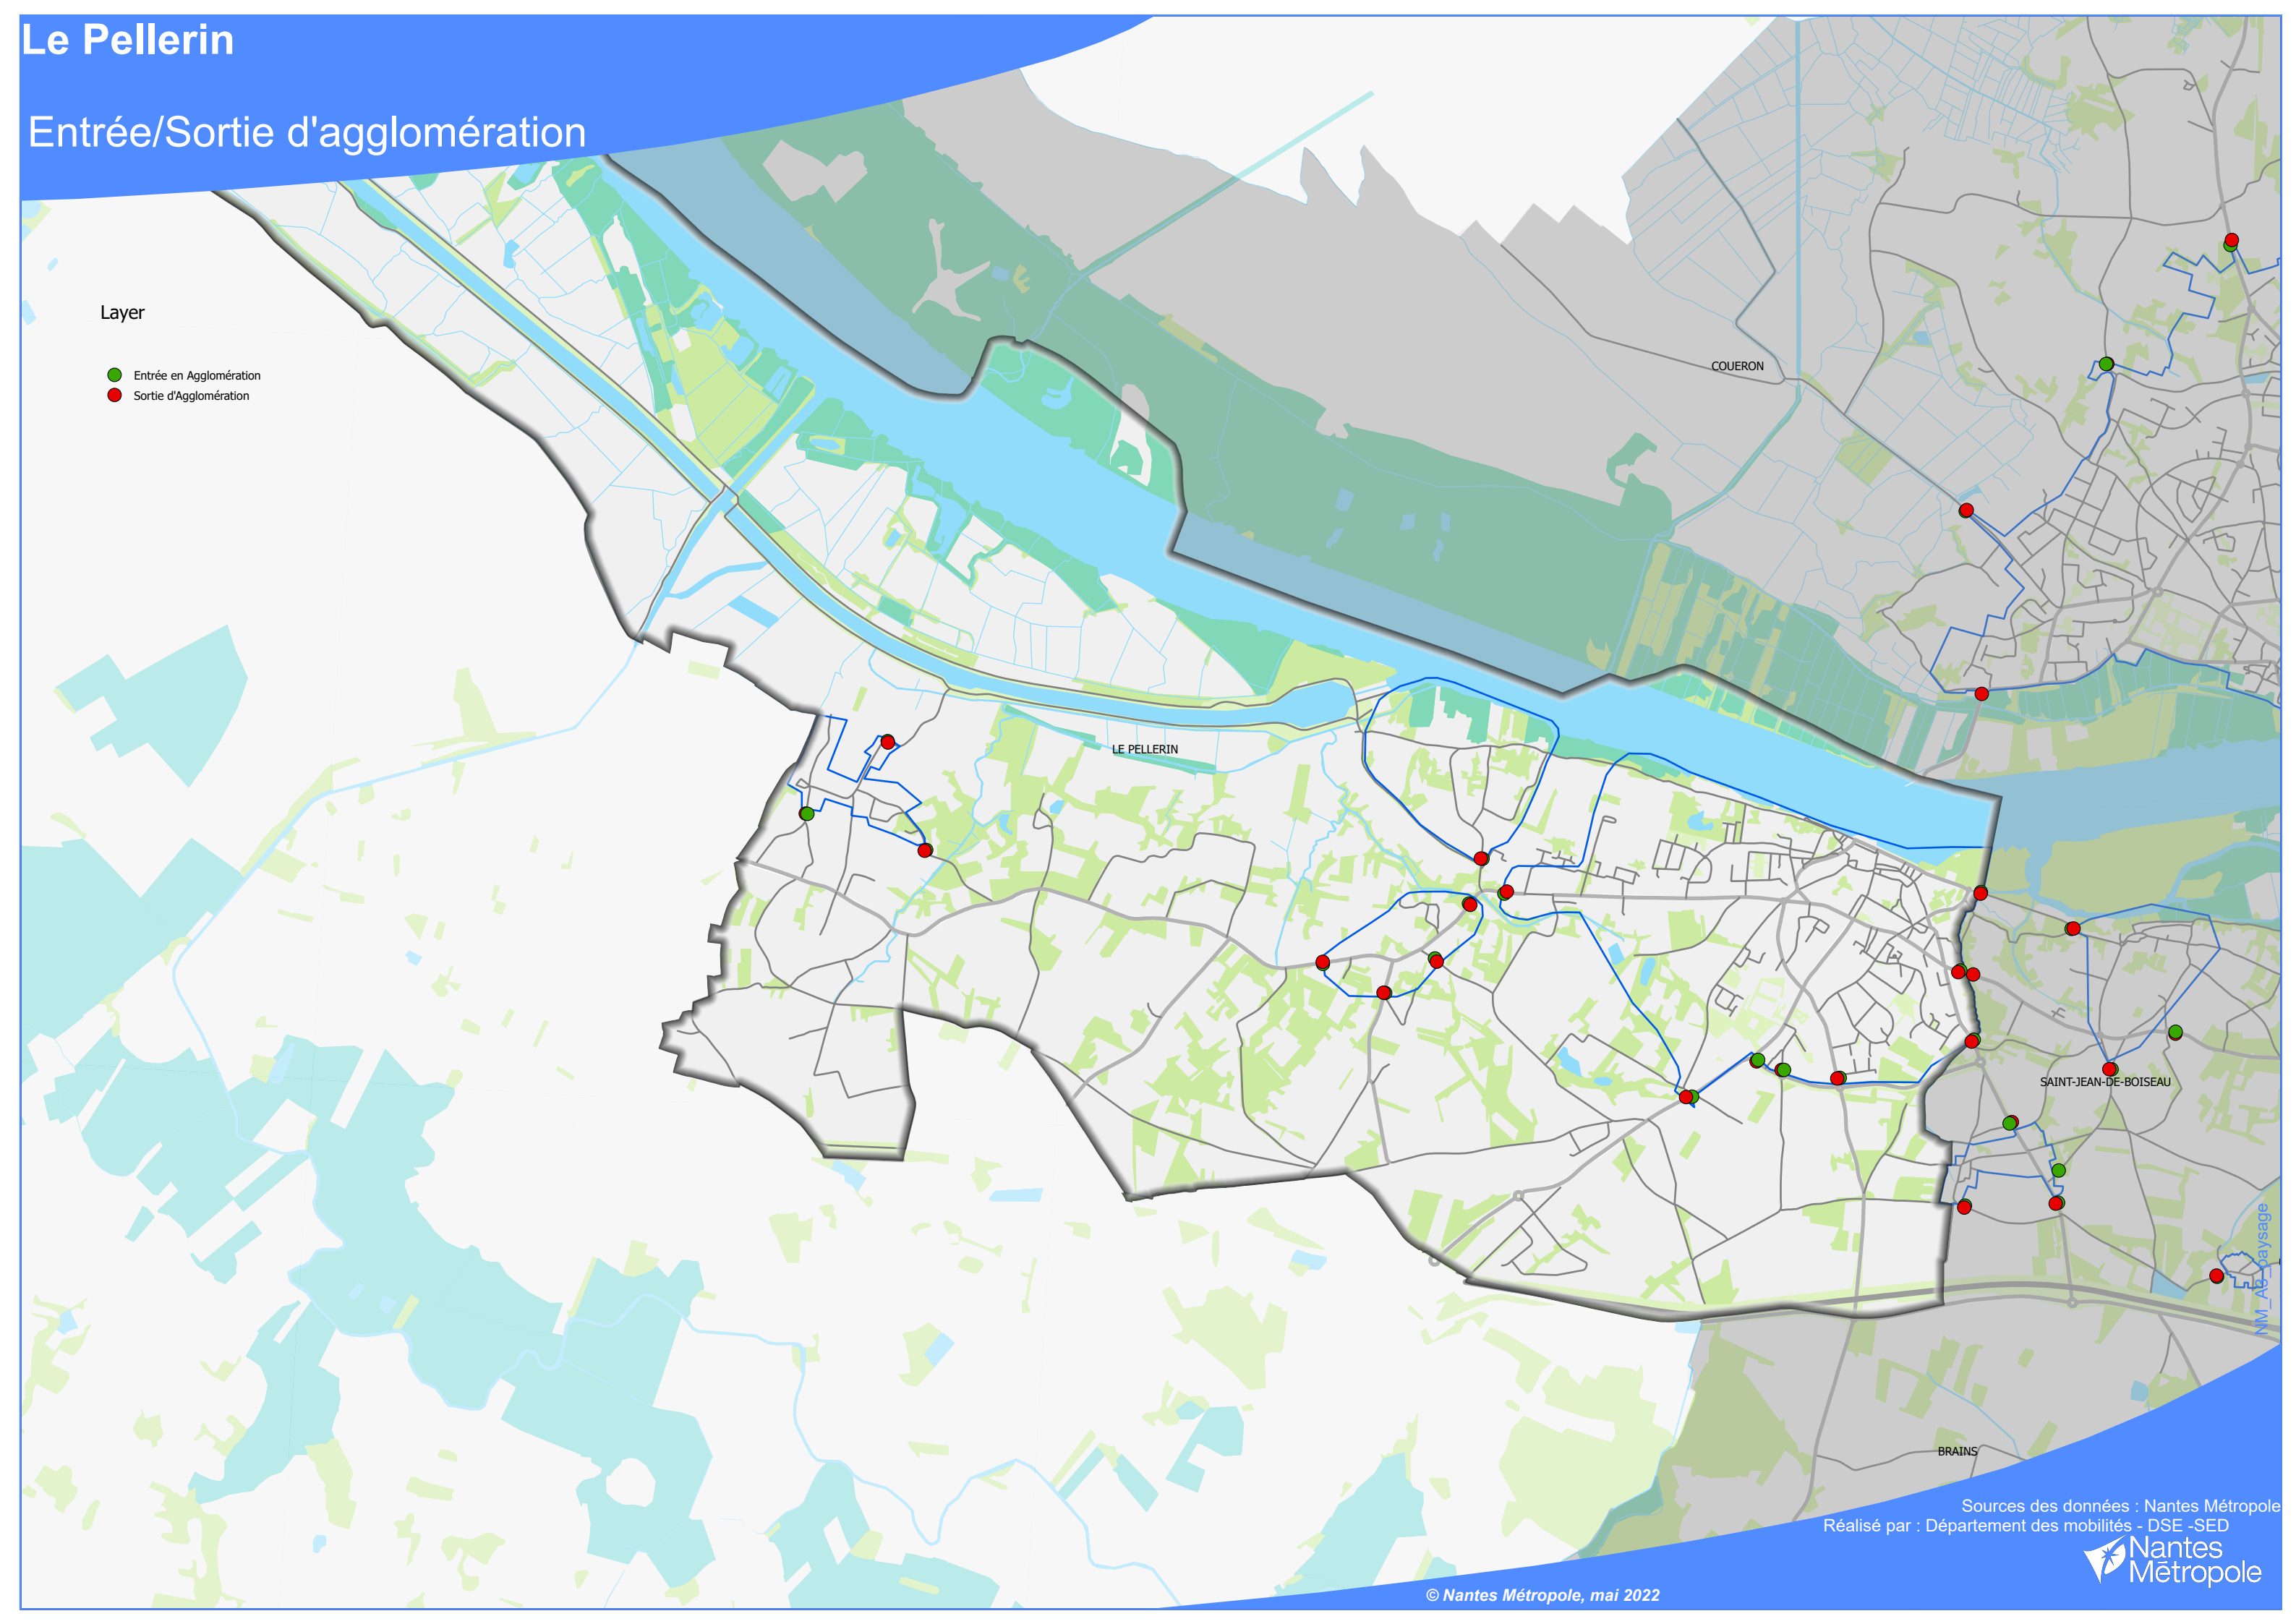 Le Pellerin
Entrée/Sortie d'agglomération
Layer
Entrée en Agglomération
Sortie d'Agglomération
COUERON
LE PELLERIN
SAINT-JEAN-DE-BOISEAU
BRAINS
NM_A3_paysage
Sources des données : Nantes Métropole
Réalisé par : Département des mobilités - DSE -SED
Nantes
Métropole
© Nantes Métropole, mai 2022